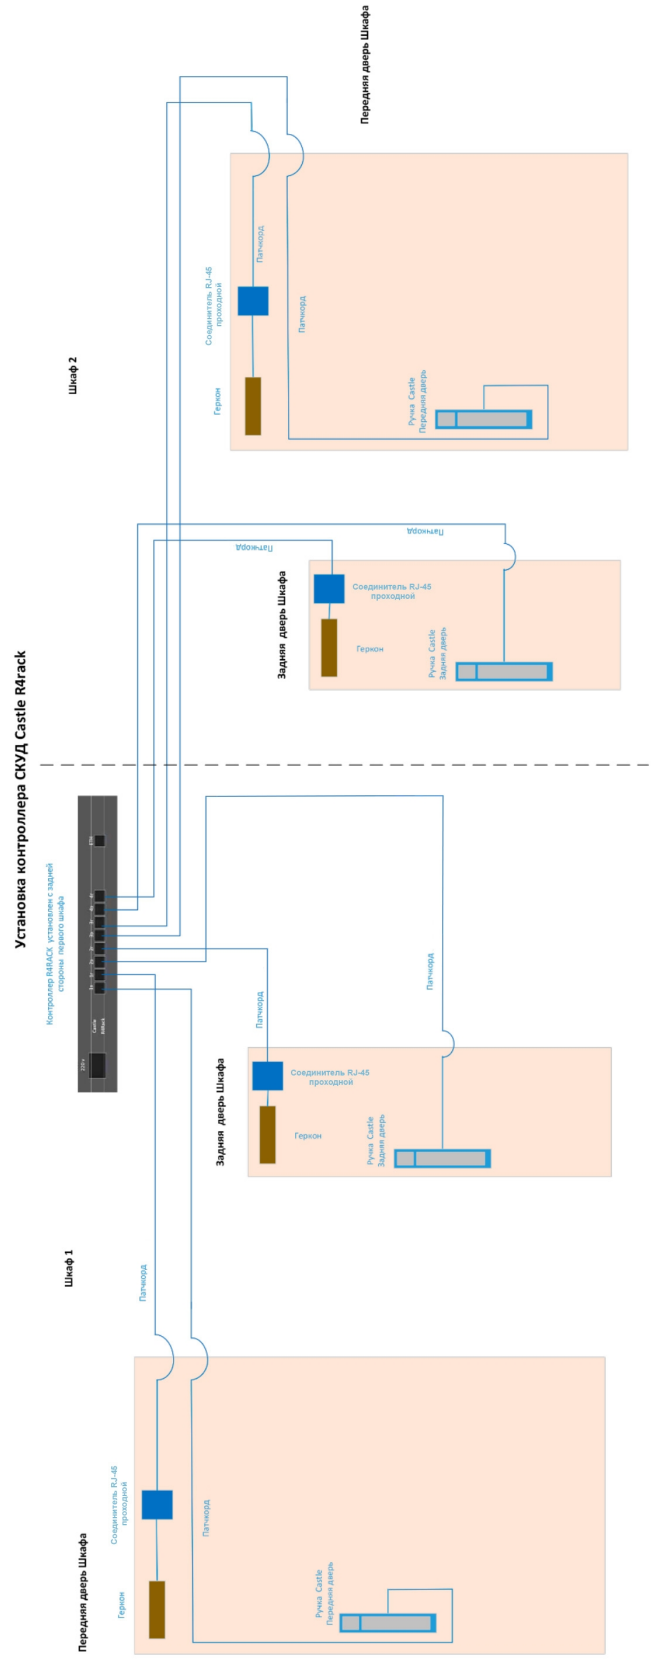 Установка контроллера СКУД Castle R4rack
Шкаф 1
Шкаф 2
Контроллер R4RACK установлен с задней
стороны первого шкафа
220 v
Castle
R4Rack
ETH
Передняя дверь Шкафа
Соединитель RJ-45
проходной
Геркон
Патчкорд
Патчкорд
Ручка Castle
Передняя дверь
Задняя дверь Шкафа
Патчкорд
Соединитель RJ-45
проходной
Геркон
Ручка Castle
Задняя дверь
Патчкорд
Задняя дверь Шкафа
Патчкорд
Соединитель RJ-45
проходной
Геркон
Ручка Castle
Задняя дверь
Патчкорд
Передняя дверь Шкафа
Соединитель RJ-45
проходной
Геркон
Патчкорд
Патчкорд
Ручка Castle
Передняя дверь